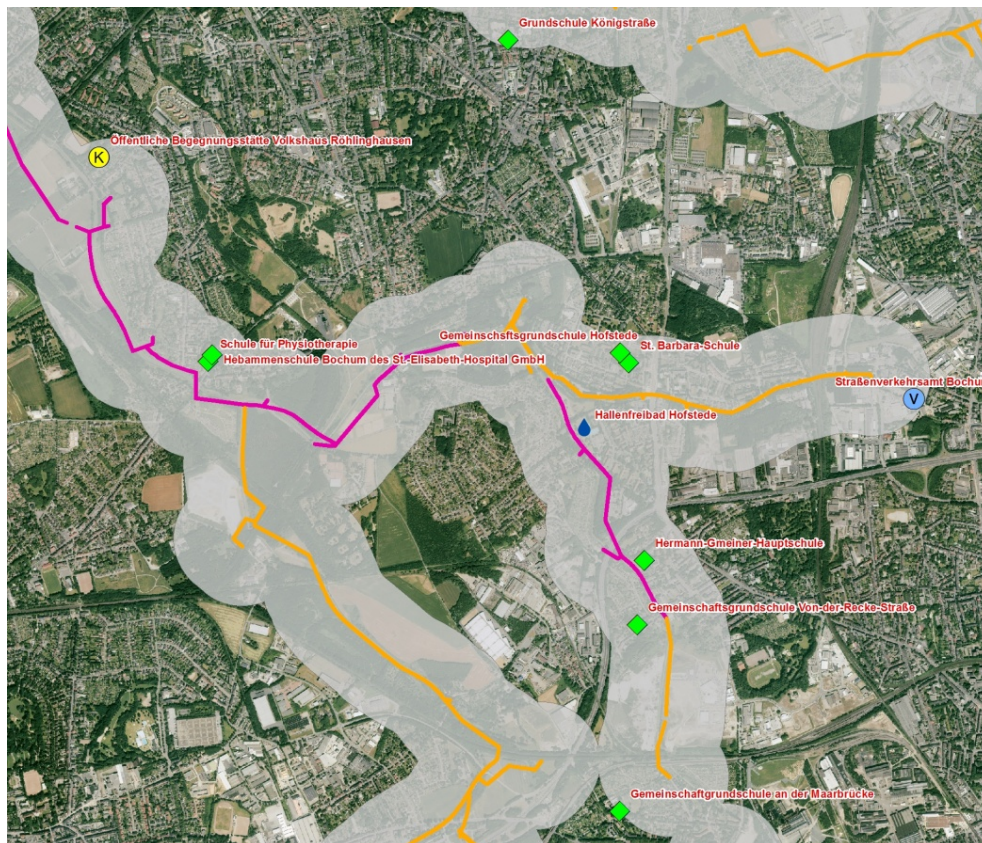 Grundschule Königstraße
Öffentliche Begegnungsstätte Volkshaus Röhlinghausen
K
Gemeinschsftsgrundschule Hofstede
Schule für Physiotherapie
St. Barbara-Schule
Hebammenschule Bochum des St.-Elisabeth-Hospital GmbH
Straßenverkehrsamt Bochum
V
Hallenfreibad Hofstede
Hermann-Gmeiner-Hauptschule
Gemeinschaftsgrundschule Von-der-Recke-Straße
Gemeinschaftgrundschule an der Maarbrücke